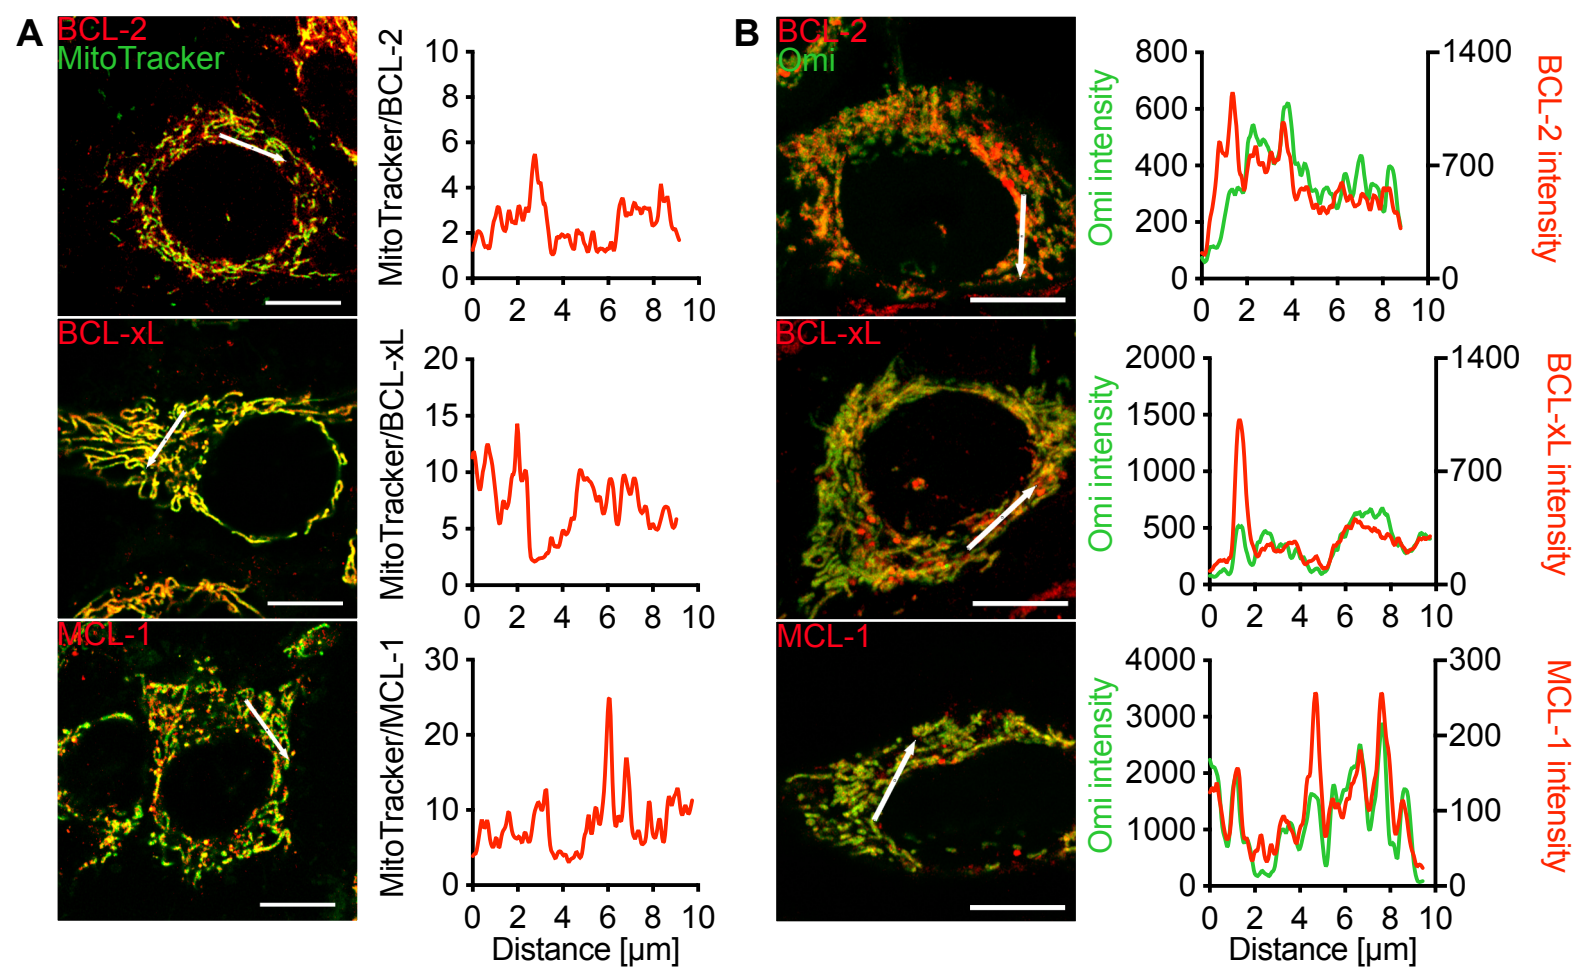 A
BCL-2
MitoTracker
MitoTracker/BCL-2
10
8
6
4
2
0
0 2 4 6 8 10
BCL-xL
MitoTracker/BCL-xL
20
15
10
5
0
0 2 4 6 8 10
MCL-1
MitoTracker/MCL-1
30
20
10
0
0 2 4 6 8 10
Distance [µm]
B
BCL-2
Omi
Omi intensity
800
600
400
200
0
1400
700
0
BCL-2 intensity
0 2 4 6 8 10
BCL-xL
Omi intensity
2000
1500
1000
500
0
1400
700
0
BCL-xL intensity
0 2 4 6 8 10
MCL-1
Omi intensity
4000
3000
2000
1000
0
300
200
100
0
MCL-1 intensity
0 2 4 6 8 10
Distance [µm]